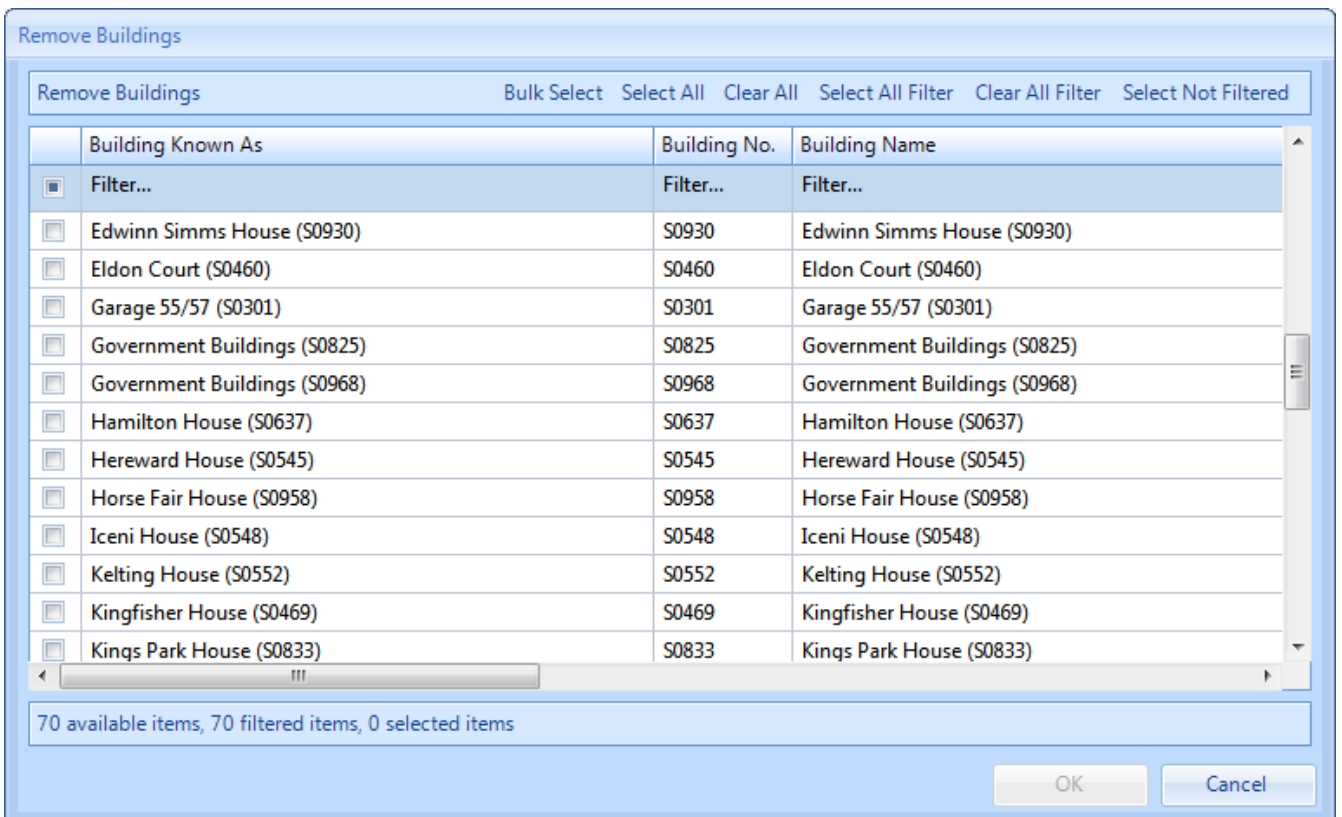 Remove Buildings
Remove Buildings Bulk Select Select All Clear All Select All Filter Clear All Filter Select Not Filtered
Building Known As Building No. Building Name
Filter... Filter... Filter...
Edwinn Simms House (S0930) S0930 Edwinn Simms House (S0930)
Eldon Court (S0460) S0460 Eldon Court (S0460)
Garage 55/57 (S0301) S0301 Garage 55/57 (S0301)
Government Buildings (S0825) S0825 Government Buildings (S0825)
Government Buildings (S0968) S0968 Government Buildings (S0968)
Hamilton House (S0637) S0637 Hamilton House (S0637)
Hereward House (S0545) S0545 Hereward House (S0545)
Horse Fair House (S0958) S0958 Horse Fair House (S0958)
Iceni House (S0548) S0548 Iceni House (S0548)
Kelting House (S0552) S0552 Kelting House (S0552)
Kingfisher House (S0469) S0469 Kingfisher House (S0469)
Kings Park House (S0833) S0833 Kings Park House (S0833)
70 available items, 70 filtered items, 0 selected items
OK Cancel